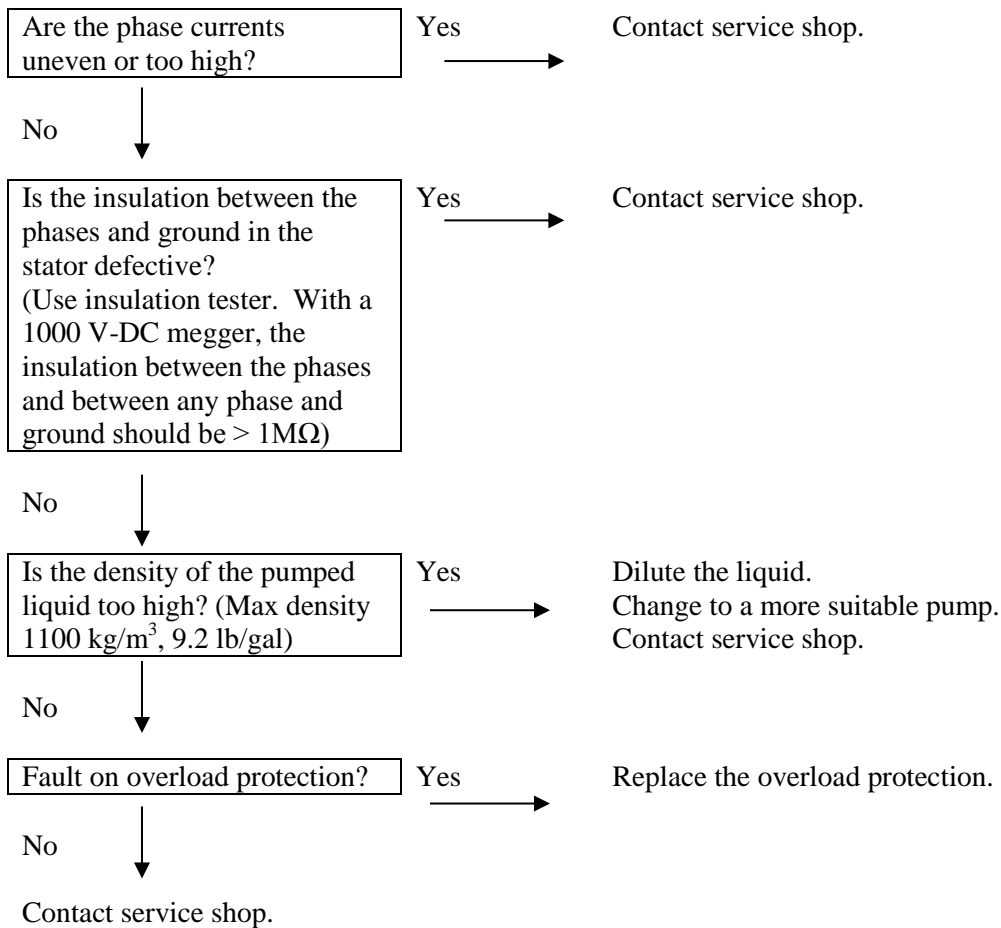 Are the phase currents
uneven or too high?
Yes
Contact service shop.
No
Is the insulation between the
phases and ground in the
stator defective?
(Use insulation tester. With a
1000 V-DC megger, the
insulation between the phases
and between any phase and
ground should be > 1MΩ)
Yes
Contact service shop.
No
Is the density of the pumped
liquid too high? (Max density
1100 kg/m³, 9.2 lb/gal)
Yes
Dilute the liquid.
Change to a more suitable pump.
Contact service shop.
No
Fault on overload protection?
Yes
Replace the overload protection.
No
Contact service shop.